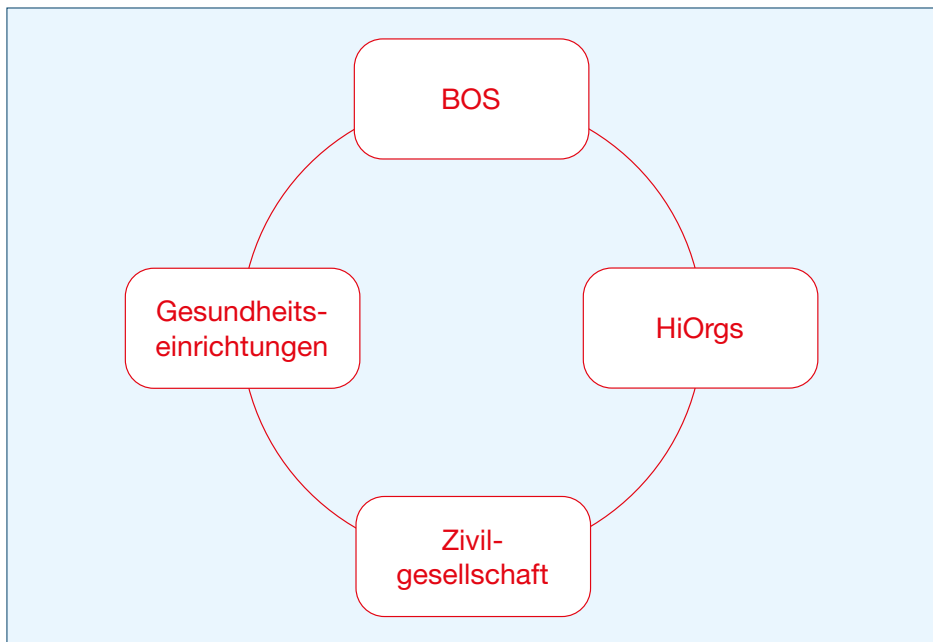 BOS
Gesundheits-
einrichtungen
HiOrgs
Zivil-
gesellschaft